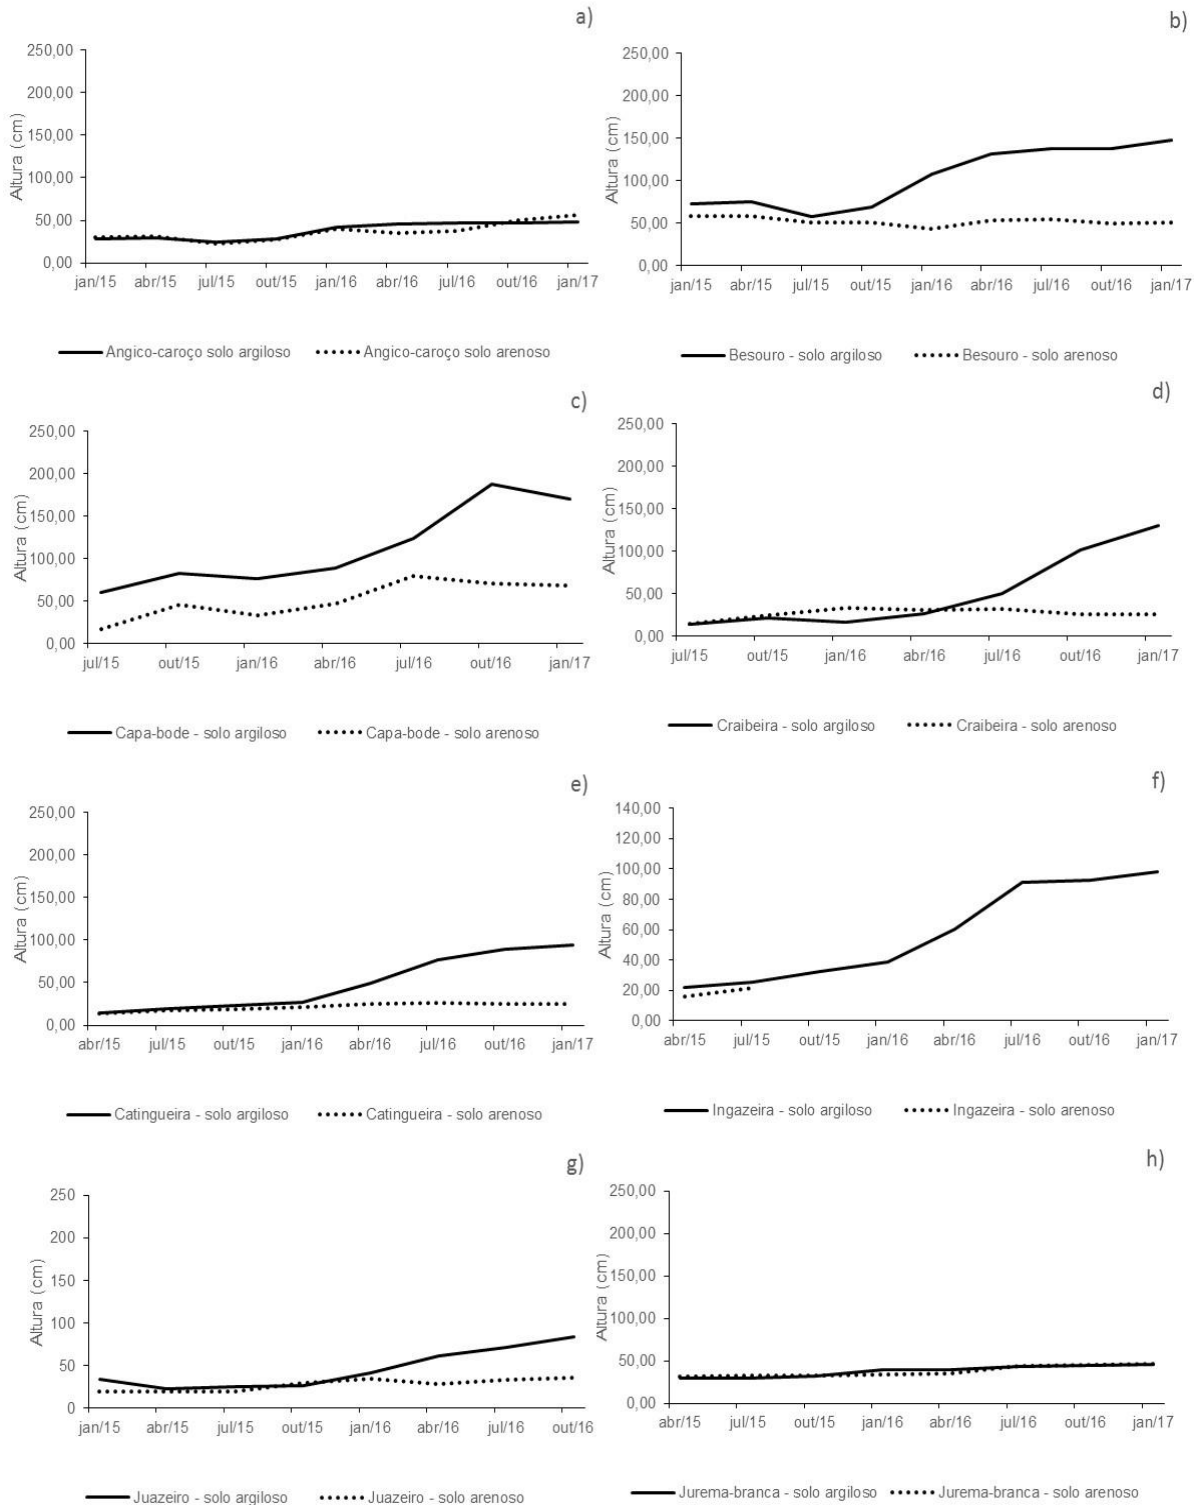 a)
250,00
200,00
150,00
100,00
50,00
0,00
Altura (cm)
jan/15 abr/15 jul/15 out/15 jan/16 abr/16 jul/16 out/16 jan/17
Angico-caroço solo argiloso Angico-caroço solo arenoso
b)
250,00
200,00
150,00
100,00
50,00
0,00
Altura (cm)
jan/15 abr/15 jul/15 out/15 jan/16 abr/16 jul/16 out/16 jan/17
Besouro - solo argiloso Besouro - solo arenoso
c)
250,00
200,00
150,00
100,00
50,00
0,00
Altura (cm)
jul/15 out/15 jan/16 abr/16 jul/16 out/16 jan/17
Capa-bode - solo argiloso Capa-bode - solo arenoso
d)
250,00
200,00
150,00
100,00
50,00
0,00
Altura (cm)
jul/15 out/15 jan/16 abr/16 jul/16 out/16 jan/17
Craibeira - solo argiloso Craibeira - solo arenoso
e)
250,00
200,00
150,00
100,00
50,00
0,00
Altura (cm)
abr/15 jul/15 out/15 jan/16 abr/16 jul/16 out/16 jan/17
Catingueira - solo argiloso Catingueira - solo arenoso
f)
140,00
120,00
100,00
80,00
60,00
40,00
20,00
0,00
Altura (cm)
abr/15 jul/15 out/15 jan/16 abr/16 jul/16 out/16 jan/17
Ingazeira - solo argiloso Ingazeira - solo arenoso
g)
250
200
150
100
50
0
Altura (cm)
jan/15 abr/15 jul/15 out/15 jan/16 abr/16 jul/16 out/16
Juazeiro - solo argiloso Juazeiro - solo arenoso
h)
250,00
200,00
150,00
100,00
50,00
0,00
Altura (cm)
abr/15 jul/15 out/15 jan/16 abr/16 jul/16 out/16 jan/17
Jurema-branca - solo argiloso Jurema-branca - solo arenoso